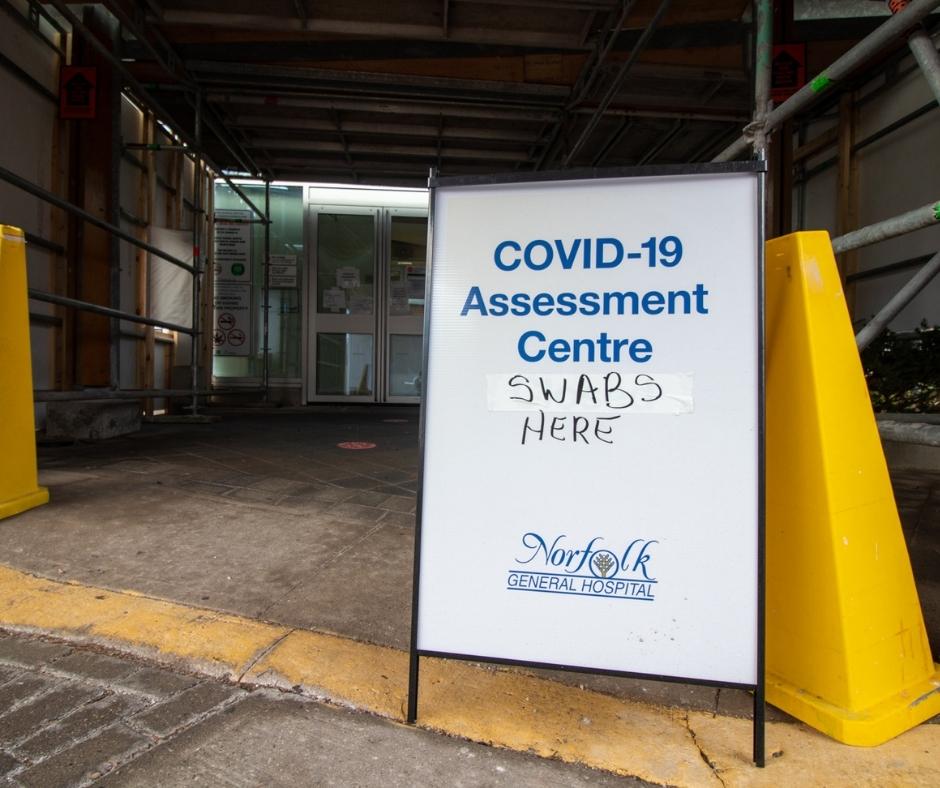 COVID-19
Assessment
Centre
SWABS
HERE
Norfolk
GENERAL HOSPITAL